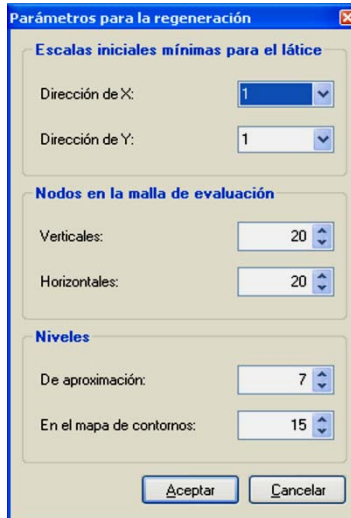 Parámetros para la regeneración
Escalas iniciales mínimas para el látice
Dirección de X: 1
Dirección de Y: 1
Nodos en la malla de evaluación
Verticales: 20
Horizontales: 20
Niveles
De aproximación: 7
En el mapa de contornos: 15
Aceptar Cancelar